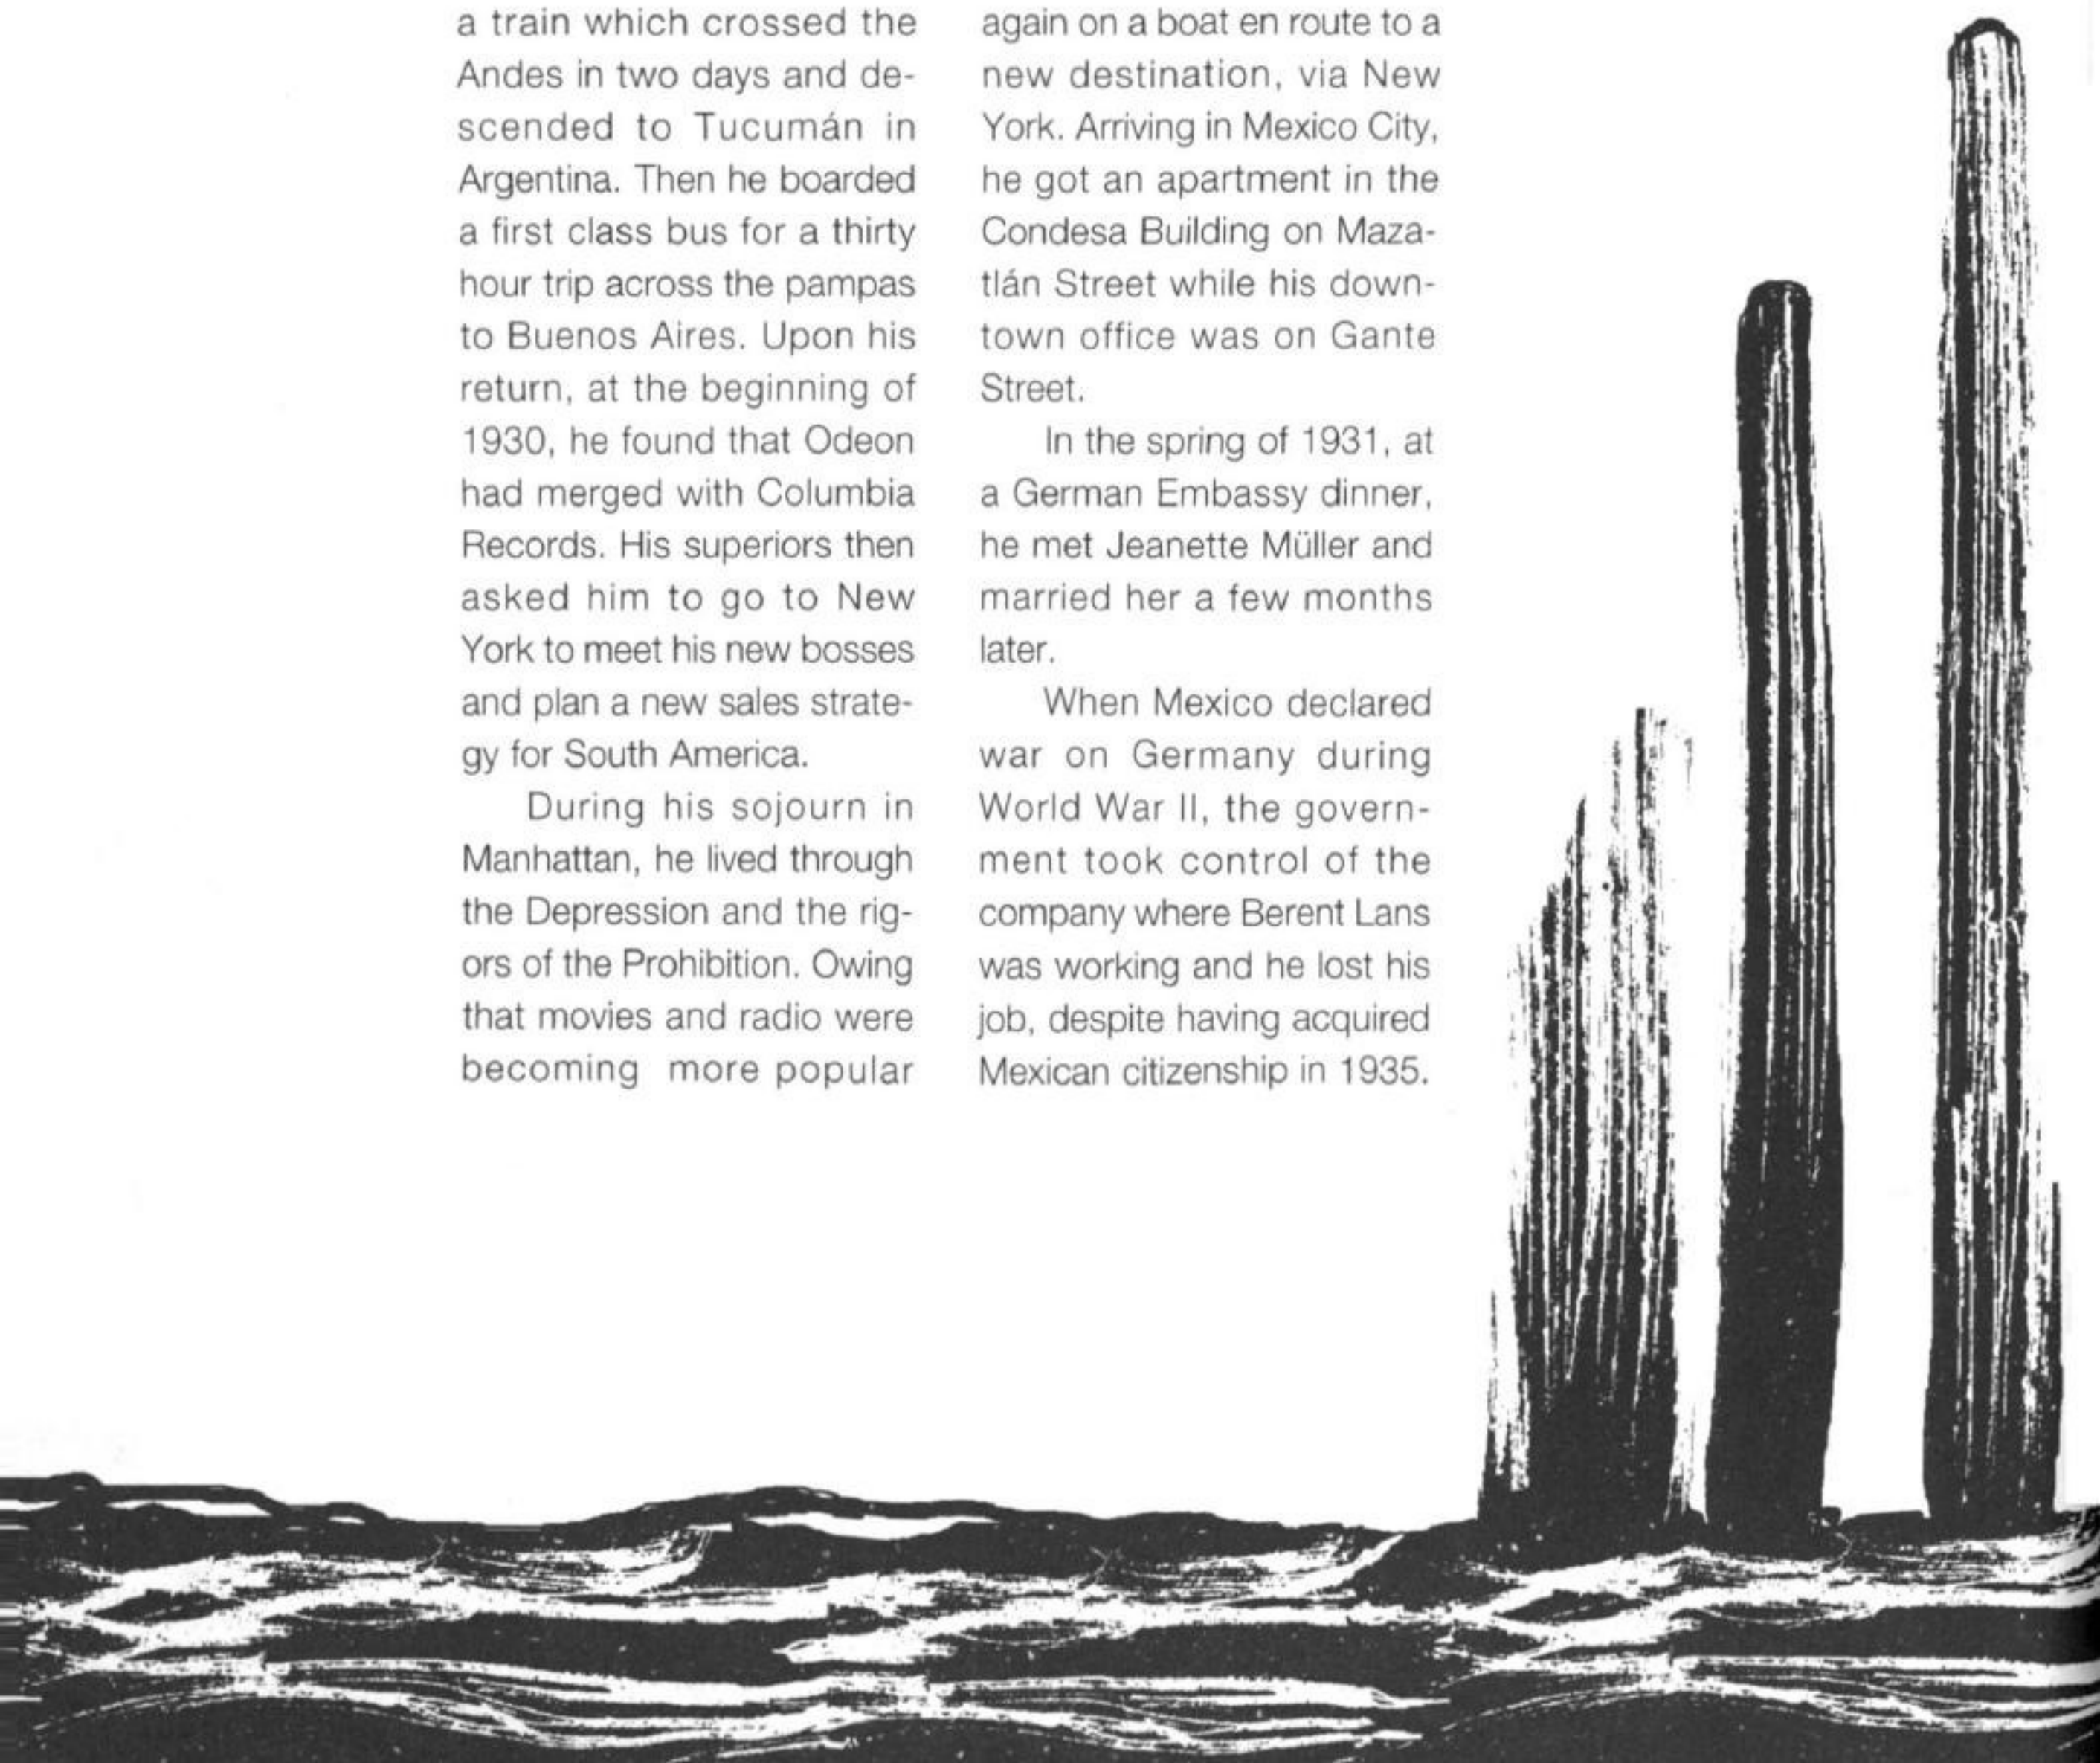 a train which crossed the
Andes in two days and de-
scended to Tucumán in
Argentina. Then he boarded
a first class bus for a thirty
hour trip across the pampas
to Buenos Aires. Upon his
return, at the beginning of
1930, he found that Odeon
had merged with Columbia
Records. His superiors then
asked him to go to New
York to meet his new bosses
and plan a new sales strate-
gy for South America.
During his sojourn in
Manhattan, he lived through
the Depression and the rig-
ors of the Prohibition. Owing
that movies and radio were
becoming more popular
again on a boat en route to a
new destination, via New
York. Arriving in Mexico City,
he got an apartment in the
Condesa Building on Maza-
tlán Street while his down-
town office was on Gante
Street.
In the spring of 1931, at
a German Embassy dinner,
he met Jeanette Müller and
married her a few months
later.
When Mexico declared
war on Germany during
World War II, the govern-
ment took control of the
company where Berent Lans
was working and he lost his
job, despite having acquired
Mexican citizenship in 1935.